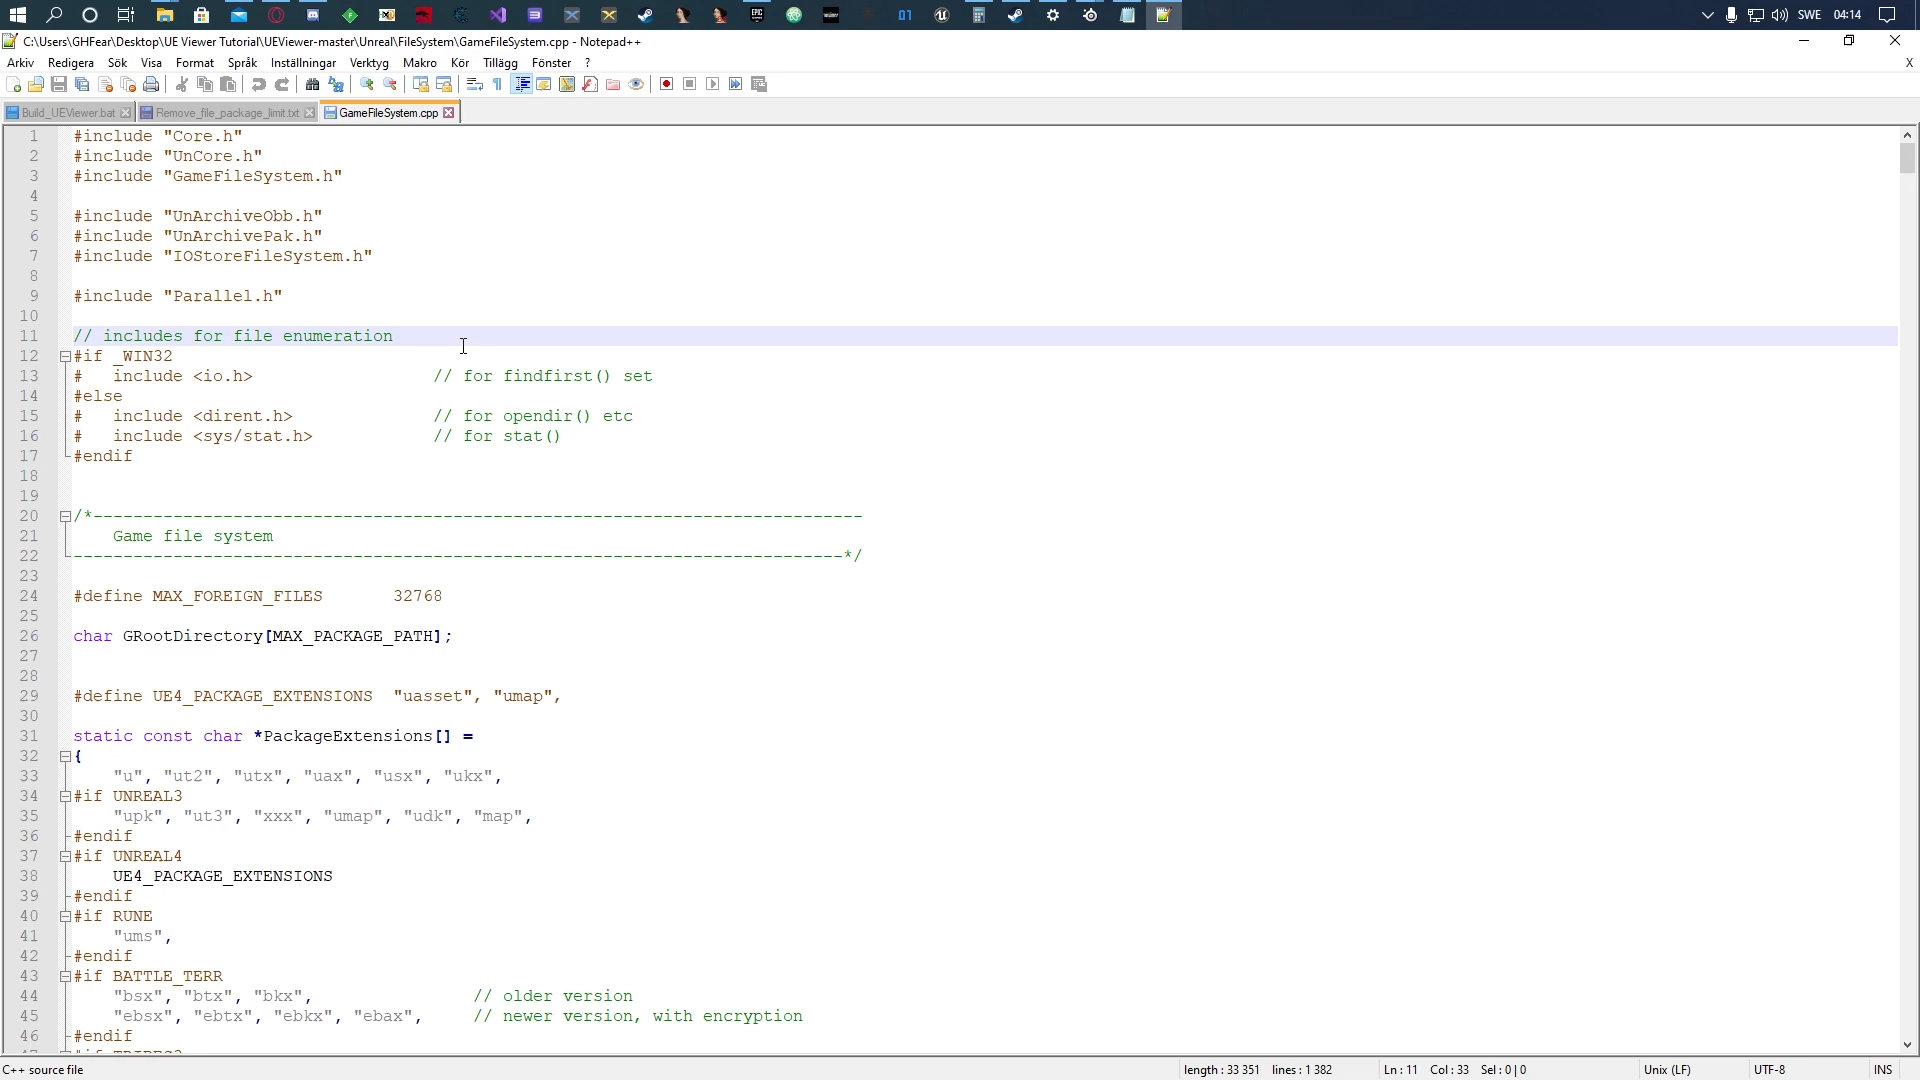 SWE 04:14
C:\Users\GHFear\Desktop\UE Viewer Tutorial\UEViewer-master\Unreal\FileSystem\GameFileSystem.cpp - Notepad++
Arkiv Redigera Sök Visa Format Språk Inställningar Verktyg Makro Kör Tillägg Fönster ? X
Build_UEViewer.bat Remove_file_package_limit.txt GameFileSystem.cpp
1 #include "Core.h"
2 #include "UnCore.h"
3 #include "GameFileSystem.h"
4
5 #include "UnArchiveObb.h"
6 #include "UnArchivePak.h"
7 #include "IOStoreFileSystem.h"
8
9 #include "Parallel.h"
10
11 // includes for file enumeration
12 #if _WIN32
13 # include <io.h> // for findfirst() set
14 #else
15 # include <dirent.h> // for opendir() etc
16 # include <sys/stat.h> // for stat()
17 #endif
18
19
20 /*-----------------------------------------------------------------------------
21 Game file system
22 -----------------------------------------------------------------------------*/
23
24 #define MAX_FOREIGN_FILES 32768
25
26 char GRootDirectory[MAX_PACKAGE_PATH];
27
28
29 #define UE4_PACKAGE_EXTENSIONS "uasset", "umap",
30
31 static const char *PackageExtensions[] =
32 {
33 "u", "ut2", "utx", "uax", "usx", "ukx",
34 #if UNREAL3
35 "upk", "ut3", "xxx", "umap", "udk", "map",
36 #endif
37 #if UNREAL4
38 UE4_PACKAGE_EXTENSIONS
39 #endif
40 #if RUNE
41 "ums",
42 #endif
43 #if BATTLE_TERR
44 "bsx", "btx", "bkx", // older version
45 "ebsx", "ebtx", "ebkx", "ebax", // newer version, with encryption
46 #endif
C++ source file length : 33 351 lines : 1 382 Ln : 11 Col : 33 Sel : 0 | 0 Unix (LF) UTF-8 INS